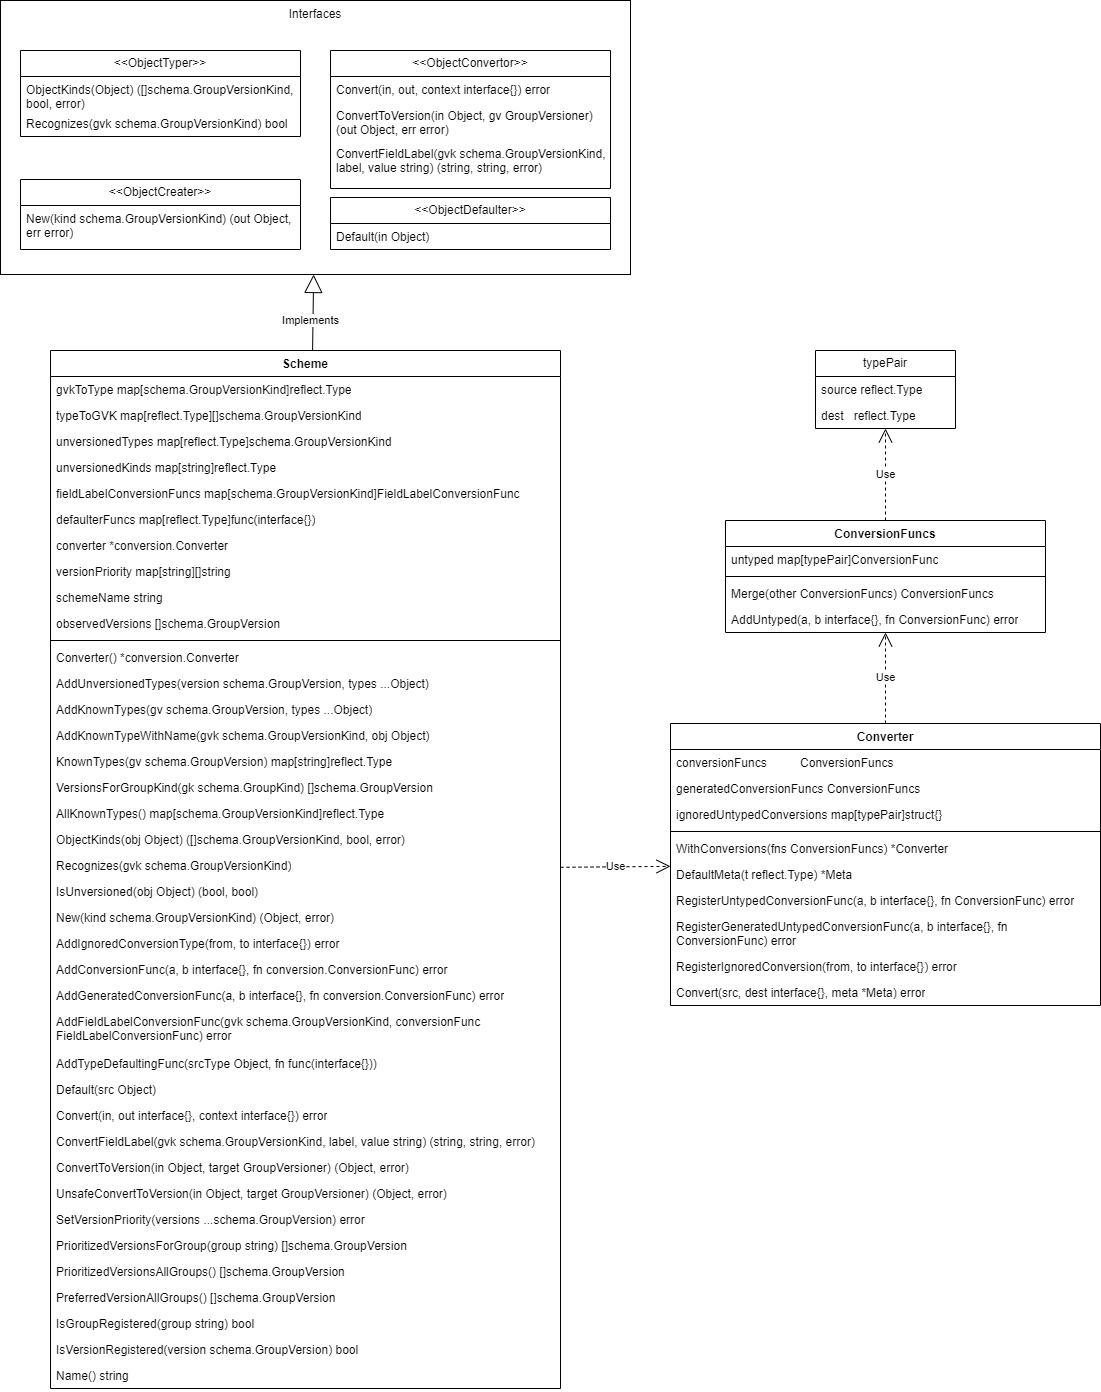 Interfaces
<<ObjectTyper>>
ObjectKinds(Object) ([]schema.GroupVersionKind,
bool, error)
Recognizes(gvk schema.GroupVersionKind) bool
<<ObjectConvertor>>
Convert(in, out, context interface{}) error
ConvertToVersion(in Object, gv GroupVersioner)
(out Object, err error)
ConvertFieldLabel(gvk schema.GroupVersionKind,
label, value string) (string, string, error)
<<ObjectCreater>>
New(kind schema.GroupVersionKind) (out Object,
err error)
<<ObjectDefaulter>>
Default(in Object)
Implements
Scheme
gvkToType map[schema.GroupVersionKind]reflect.Type
typeToGVK map[reflect.Type][]schema.GroupVersionKind
unversionedTypes map[reflect.Type]schema.GroupVersionKind
unversionedKinds map[string]reflect.Type
fieldLabelConversionFuncs map[schema.GroupVersionKind]FieldLabelConversionFunc
defaulterFuncs map[reflect.Type]func(interface{})
converter *conversion.Converter
versionPriority map[string][]string
schemeName string
observedVersions []schema.GroupVersion
Converter() *conversion.Converter
AddUnversionedTypes(version schema.GroupVersion, types ...Object)
AddKnownTypes(gv schema.GroupVersion, types ...Object)
AddKnownTypeWithName(gvk schema.GroupVersionKind, obj Object)
KnownTypes(gv schema.GroupVersion) map[string]reflect.Type
VersionsForGroupKind(gk schema.GroupKind) []schema.GroupVersion
AllKnownTypes() map[schema.GroupVersionKind]reflect.Type
ObjectKinds(obj Object) ([]schema.GroupVersionKind, bool, error)
Recognizes(gvk schema.GroupVersionKind)
IsUnversioned(obj Object) (bool, bool)
New(kind schema.GroupVersionKind) (Object, error)
AddIgnoredConversionType(from, to interface{}) error
AddConversionFunc(a, b interface{}, fn conversion.ConversionFunc) error
AddGeneratedConversionFunc(a, b interface{}, fn conversion.ConversionFunc) error
AddFieldLabelConversionFunc(gvk schema.GroupVersionKind, conversionFunc
FieldLabelConversionFunc) error
AddTypeDefaultingFunc(srcType Object, fn func(interface{}))
Default(src Object)
Convert(in, out interface{}, context interface{}) error
ConvertFieldLabel(gvk schema.GroupVersionKind, label, value string) (string, string, error)
ConvertToVersion(in Object, target GroupVersioner) (Object, error)
UnsafeConvertToVersion(in Object, target GroupVersioner) (Object, error)
SetVersionPriority(versions ...schema.GroupVersion) error
PrioritizedVersionsForGroup(group string) []schema.GroupVersion
PrioritizedVersionsAllGroups() []schema.GroupVersion
PreferredVersionAllGroups() []schema.GroupVersion
IsGroupRegistered(group string) bool
IsVersionRegistered(version schema.GroupVersion) bool
Name() string
Use
typePair
source reflect.Type
dest reflect.Type
Use
ConversionFuncs
untyped map[typePair]ConversionFunc
Merge(other ConversionFuncs) ConversionFuncs
AddUntyped(a, b interface{}, fn ConversionFunc) error
Use
Converter
conversionFuncs ConversionFuncs
generatedConversionFuncs ConversionFuncs
ignoredUntypedConversions map[typePair]struct{}
WithConversions(fns ConversionFuncs) *Converter
DefaultMeta(t reflect.Type) *Meta
RegisterUntypedConversionFunc(a, b interface{}, fn ConversionFunc) error
RegisterGeneratedUntypedConversionFunc(a, b interface{}, fn
ConversionFunc) error
RegisterIgnoredConversion(from, to interface{}) error
Convert(src, dest interface{}, meta *Meta) error